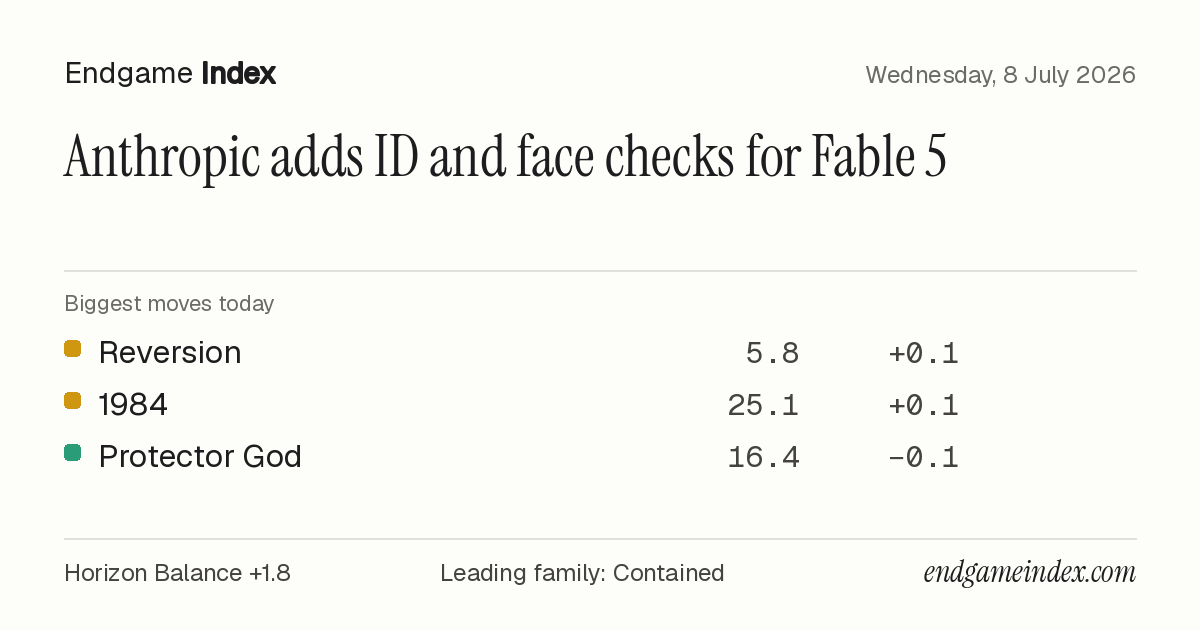 Endgame Index
Wednesday, 8 July 2026
Anthropic adds ID and face checks for Fable 5
Biggest moves today
Reversion 5.8 +0.1
1984 25.1 +0.1
Protector God 16.4 −0.1
Horizon Balance +1.8
Leading family: Contained
endgameindex.com